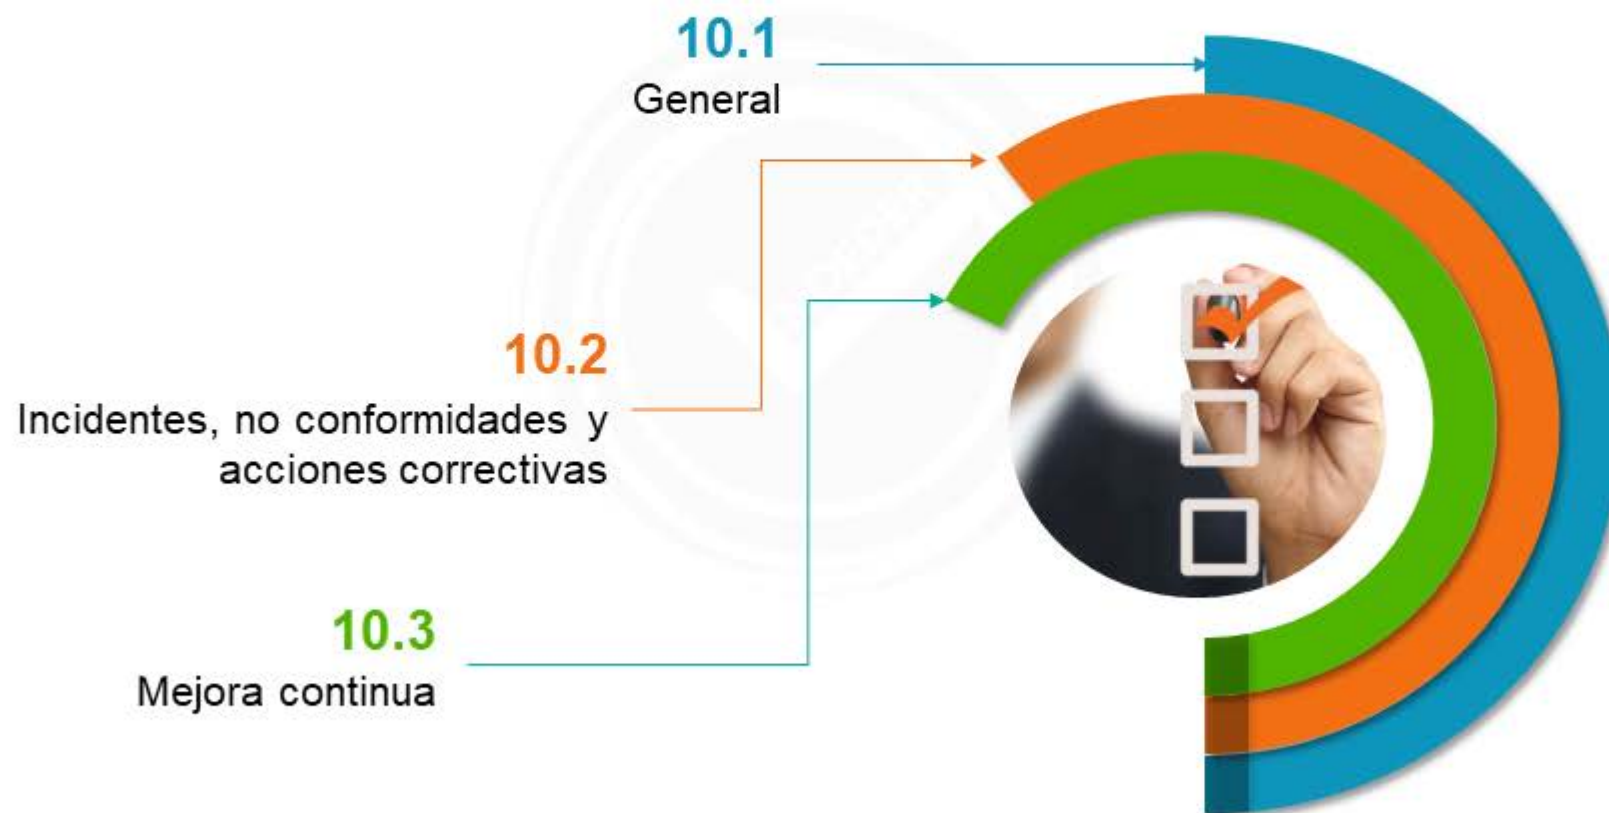 10.1
General
10.2
Incidentes, no conformidades y
acciones correctivas
10.3
Mejora continua